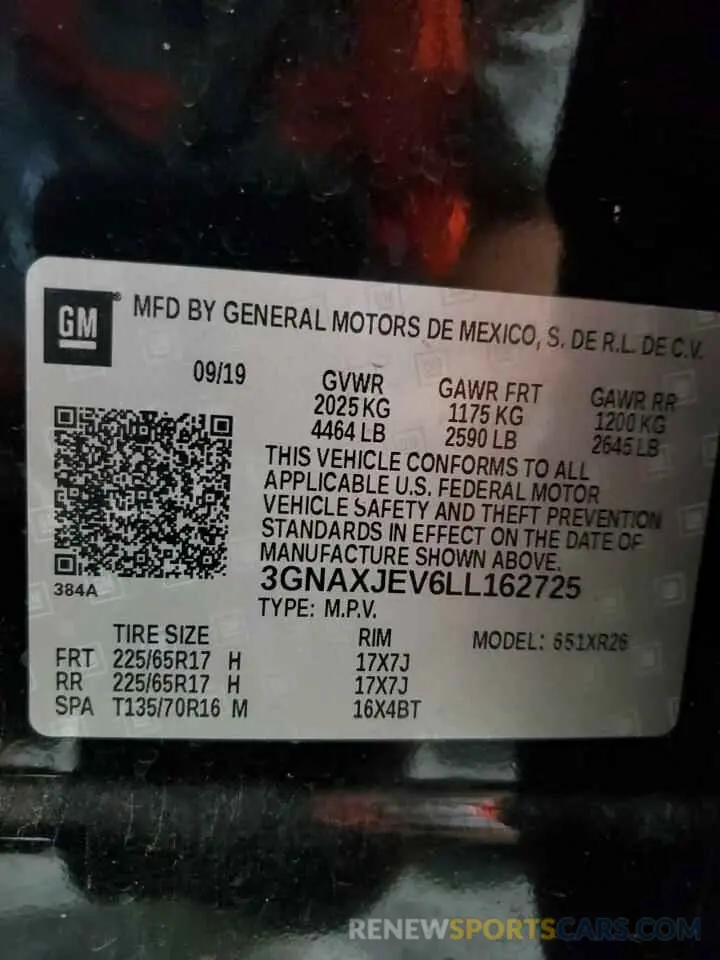 GM® MFD BY GENERAL MOTORS DE MEXICO, S. DE R.L. DE C.V.
09/19 GVWR GAWR FRT GAWR RR
2025 KG 1175 KG 1200 KG
4464 LB 2590 LB 2645 LB
THIS VEHICLE CONFORMS TO ALL
APPLICABLE U.S. FEDERAL MOTOR
VEHICLE SAFETY AND THEFT PREVENTION
STANDARDS IN EFFECT ON THE DATE OF
MANUFACTURE SHOWN ABOVE.
384A 3GNAXJEV6LL162725
TYPE: M.P.V.
TIRE SIZE RIM MODEL: 651XR26
FRT 225/65R17 H 17X7J
RR 225/65R17 H 17X7J
SPA T135/70R16 M 16X4BT
RENEWSPORTSCARS.COM